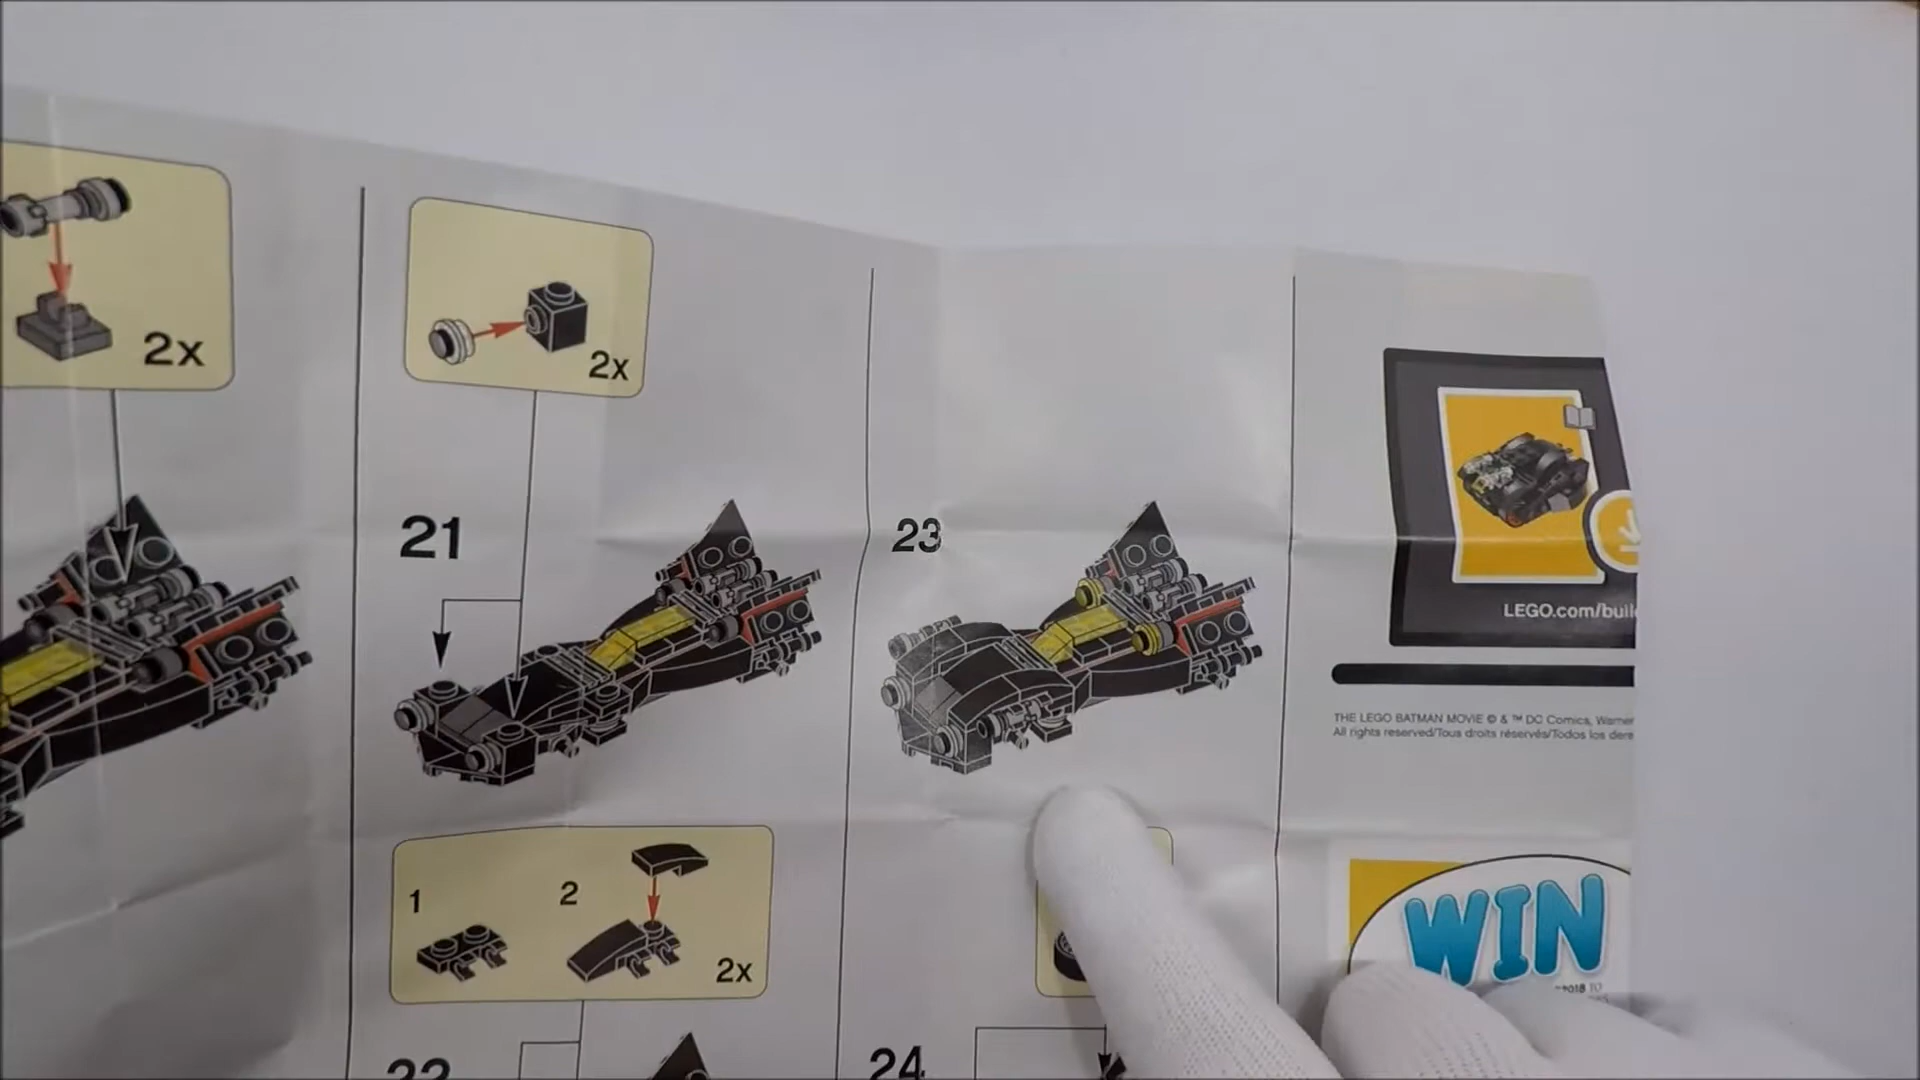 2x
21
2x
1
2
2x
22
23
24
LEGO.com/buil
THE LEGO BATMAN MOVIE © & ™ DC Comics, Warner
All rights reserved/Tous droits réservés/Todos los dere
WIN